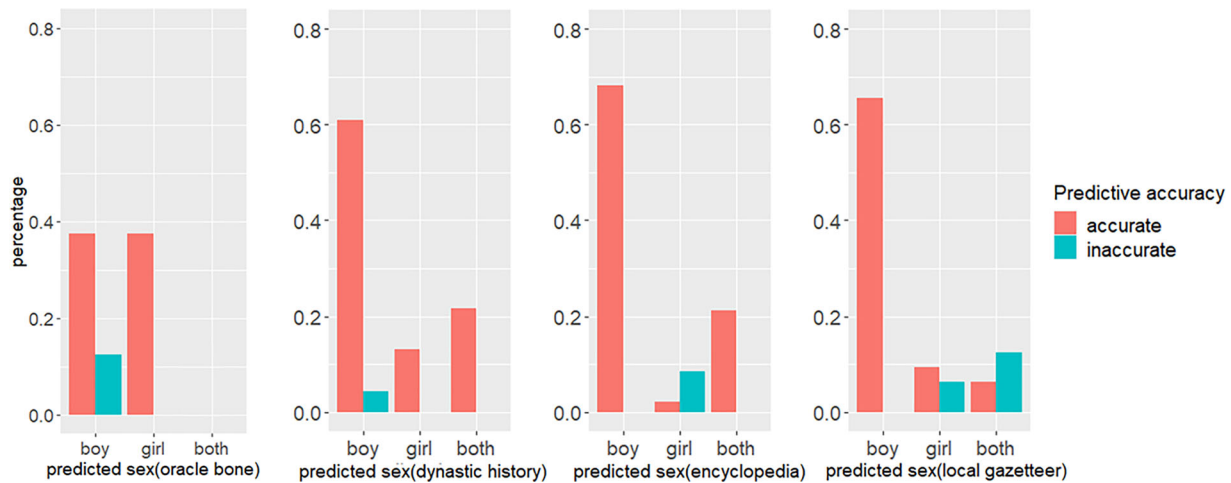 percentage
0.8
0.6
0.4
0.2
0.0
boy girl both
predicted sex(oracle bone)
0.8
0.6
0.4
0.2
0.0
boy girl both
predicted sex(dynastic history)
0.8
0.6
0.4
0.2
0.0
boy girl both
predicted sex(encyclopedia)
0.8
0.6
0.4
0.2
0.0
boy girl both
predicted sex(local gazetteer)
Predictive accuracy
accurate
inaccurate